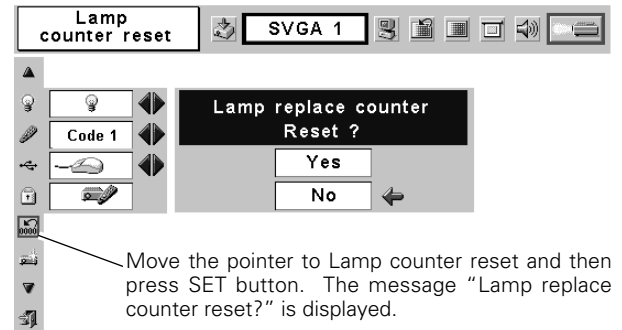 Lamp
counter reset
SVGA 1
Lamp replace counter
Reset ?
Code 1
Yes
No
0000
Move the pointer to Lamp counter reset and then
press SET button. The message “Lamp replace
counter reset?” is displayed.